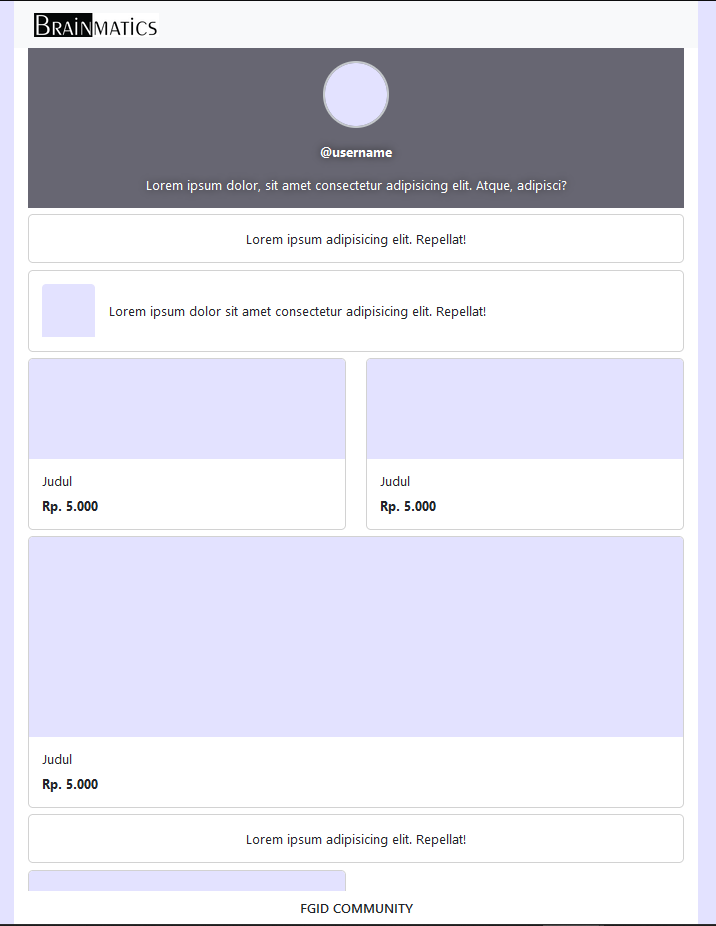 BRAINMATICS
@username
Lorem ipsum dolor, sit amet consectetur adipisicing elit. Atque, adipisci?
Lorem ipsum adipisicing elit. Repellat!
Lorem ipsum dolor sit amet consectetur adipisicing elit. Repellat!
Judul
Rp. 5.000
Judul
Rp. 5.000
Judul
Rp. 5.000
Lorem ipsum adipisicing elit. Repellat!
FGID COMMUNITY